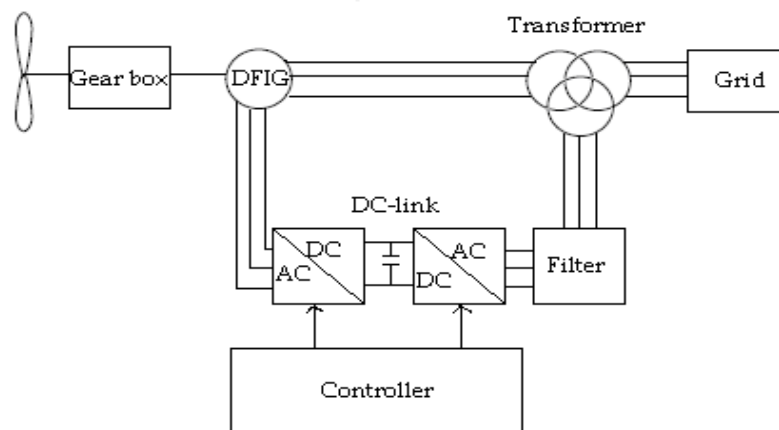 Transformer
Gear box
DFIG
Grid
DC-link
DC
AC
AC
DC
Filter
Controller